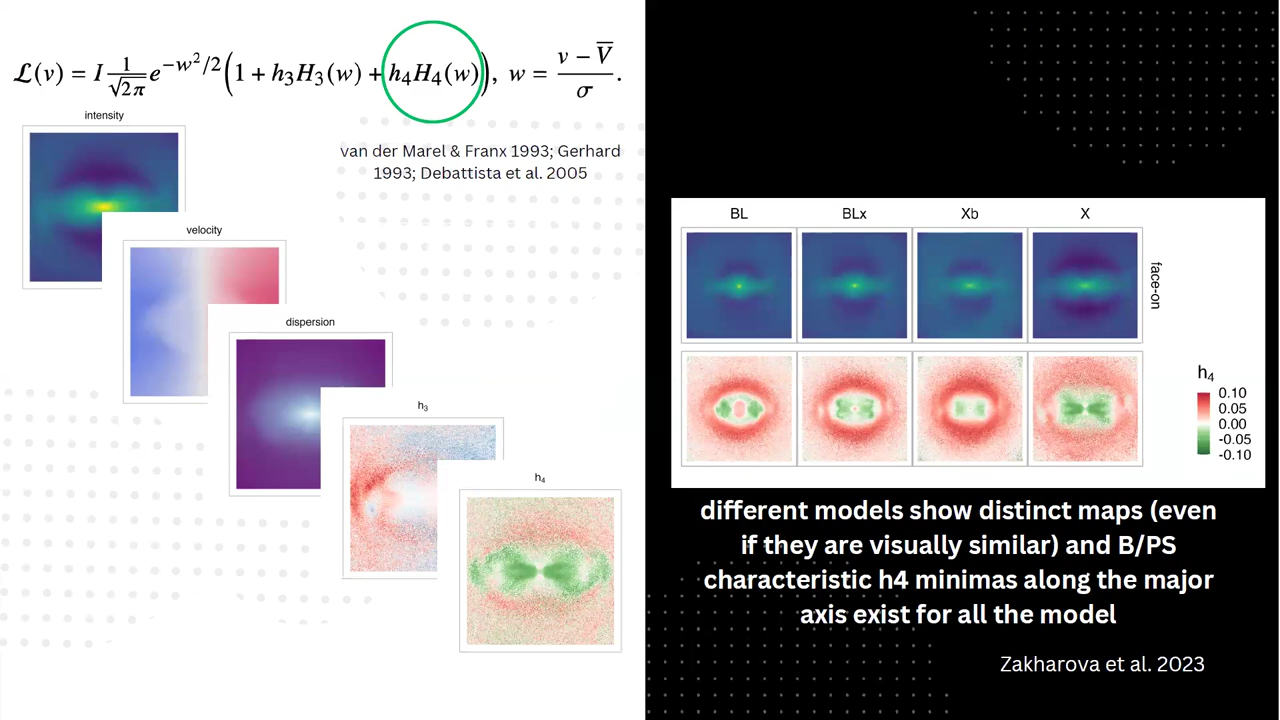 ℒ(v) = I 1/√2π e^{−w²/2} (1 + h₃H₃(w) + h₄H₄(w)), w = (v − V̅)/σ.
van der Marel & Franx 1993; Gerhard
1993; Debattista et al. 2005
intensity
velocity
dispersion
h₃
h₄
BL BLx Xb X
face-on
h₄
0.10
0.05
0.00
-0.05
-0.10
different models show distinct maps (even
if they are visually similar) and B/PS
characteristic h4 minimas along the major
axis exist for all the model
Zakharova et al. 2023